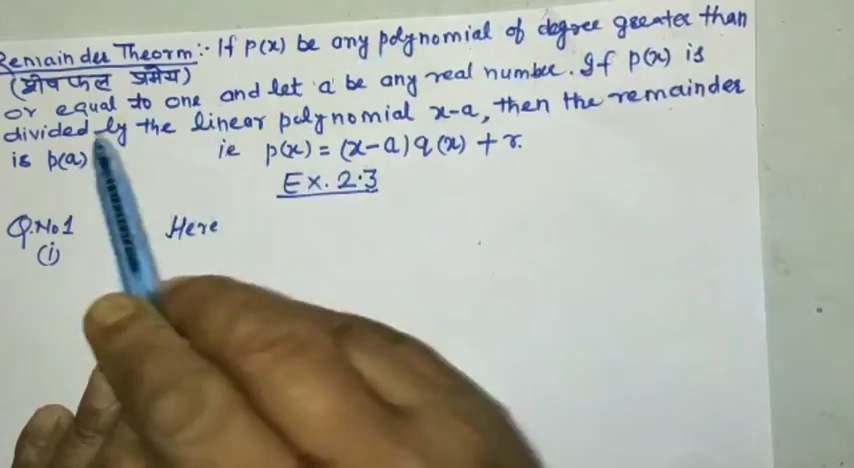 Remainder Theorm:- If p(x) be any polynomial of degree greater than
(शेषफल प्रमेय)
or equal to one and let 'a' be any real number. If p(x) is
divided by the linear polynomial x-a, then the remainder
is p(a) ie p(x) = (x-a) q(x) + r.
Ex. 2.3
Q.No1 Here
(i)